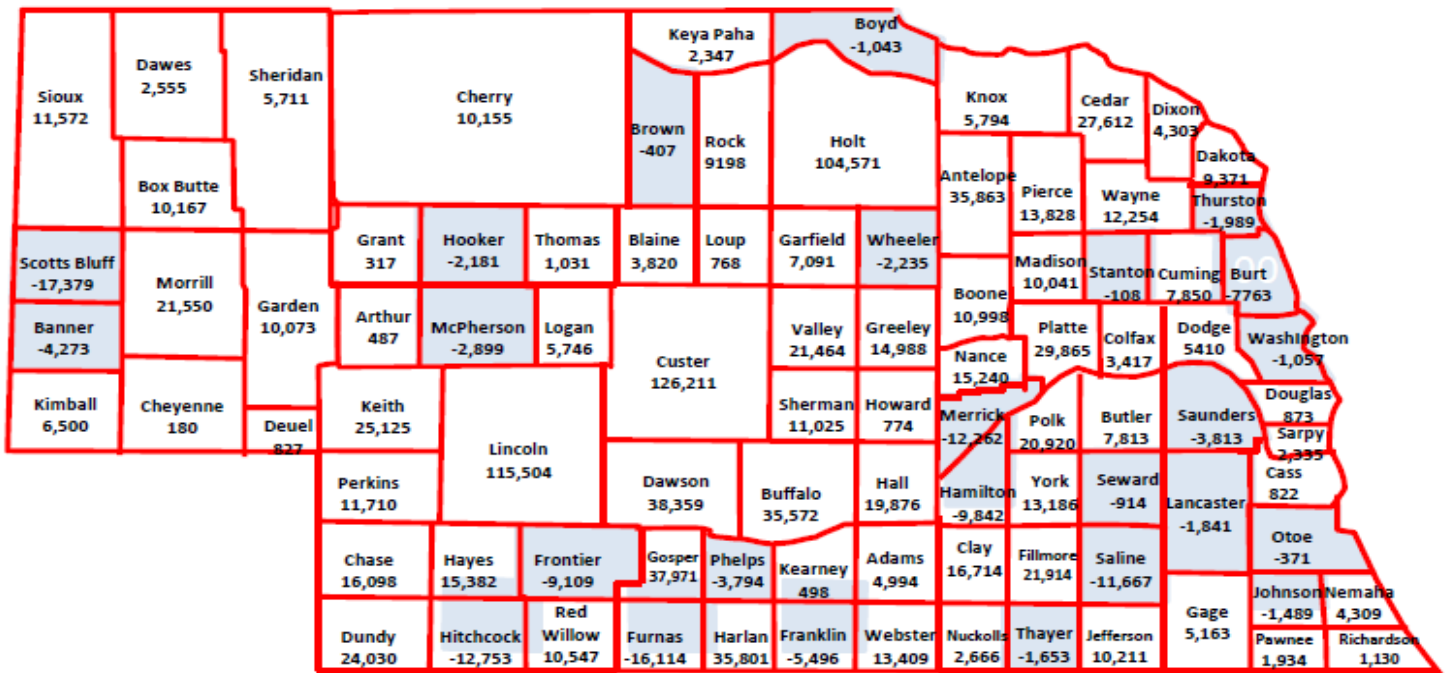 Boyd
-1,043
Keya Paha
2,347
Dawes
2,555
Sheridan
5,711
Sioux
11,572
Cherry
10,155
Knox
5,794
Cedar
27,612
Dixon
4,303
Brown
-407
Rock
9198
Holt
104,571
Dakota
9,371
Antelope
35,863
Box Butte
10,167
Pierce
13,828
Wayne
12,254
Thurston
-1,989
Grant
317
Hooker
-2,181
Thomas
1,031
Blaine
3,820
Loup
768
Garfield
7,091
Wheeler
-2,235
Scotts Bluff
-17,379
Morrill
21,550
Madison
10,041
Stanton
-108
Cuming
7,850
Burt
-7763
Garden
10,073
Boone
10,998
Banner
-4,273
Arthur
487
McPherson
-2,899
Logan
5,746
Custer
126,211
Valley
21,464
Greeley
14,988
Platte
29,865
Colfax
3,417
Dodge
5410
Washington
-1,057
Nance
15,240
Kimball
6,500
Cheyenne
180
Deuel
827
Keith
25,125
Sherman
11,025
Howard
774
Merrick
-12,262
Polk
20,920
Butler
7,813
Saunders
-3,813
Douglas
873
Sarpy
2,335
Lincoln
115,504
Perkins
11,710
Dawson
38,359
Buffalo
35,572
Hall
19,876
Hamilton
-9,842
York
13,186
Seward
-914
Lancaster
-1,841
Cass
822
Otoe
-371
Chase
16,098
Hayes
15,382
Frontier
-9,109
Gosper
37,971
Phelps
-3,794
Kearney
498
Adams
4,994
Clay
16,714
Fillmore
21,914
Saline
-11,667
Johnson
-1,489
Nemaha
4,309
Gage
5,163
Dundy
24,030
Hitchcock
-12,753
Red
Willow
10,547
Furnas
-16,114
Harlan
35,801
Franklin
-5,496
Webster
13,409
Nuckolls
2,666
Thayer
-1,653
Jefferson
10,211
Pawnee
1,934
Richardson
1,130